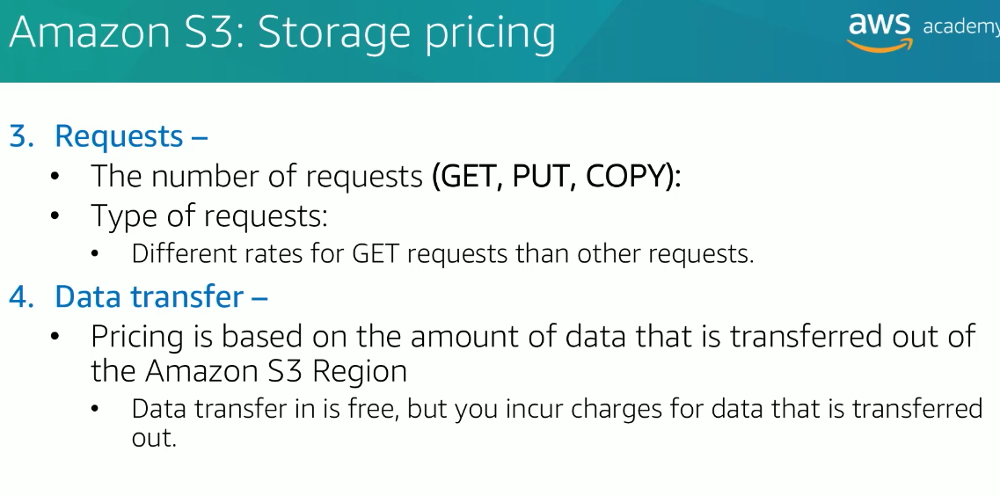 Amazon S3: Storage pricing
aws academy
3. Requests –
• The number of requests (GET, PUT, COPY):
• Type of requests:
• Different rates for GET requests than other requests.
4. Data transfer –
• Pricing is based on the amount of data that is transferred out of
the Amazon S3 Region
• Data transfer in is free, but you incur charges for data that is transferred
out.